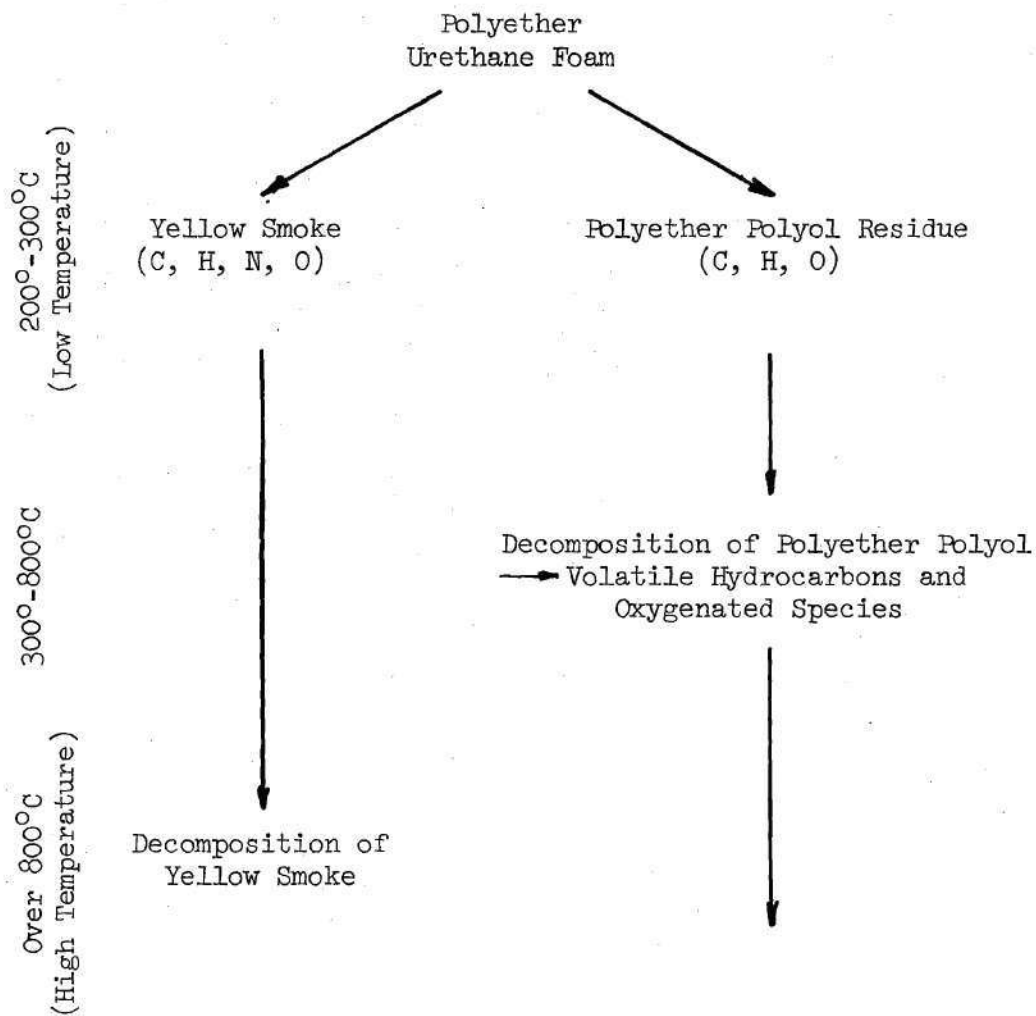 Polyether
Urethane Foam
200°-300°C
(Low Temperature)
Yellow Smoke
(C, H, N, O)
Polyether Polyol Residue
(C, H, O)
300°-800°C
Decomposition of Polyether Polyol
Volatile Hydrocarbons and
Oxygenated Species
Over 800°C
(High Temperature)
Decomposition of
Yellow Smoke